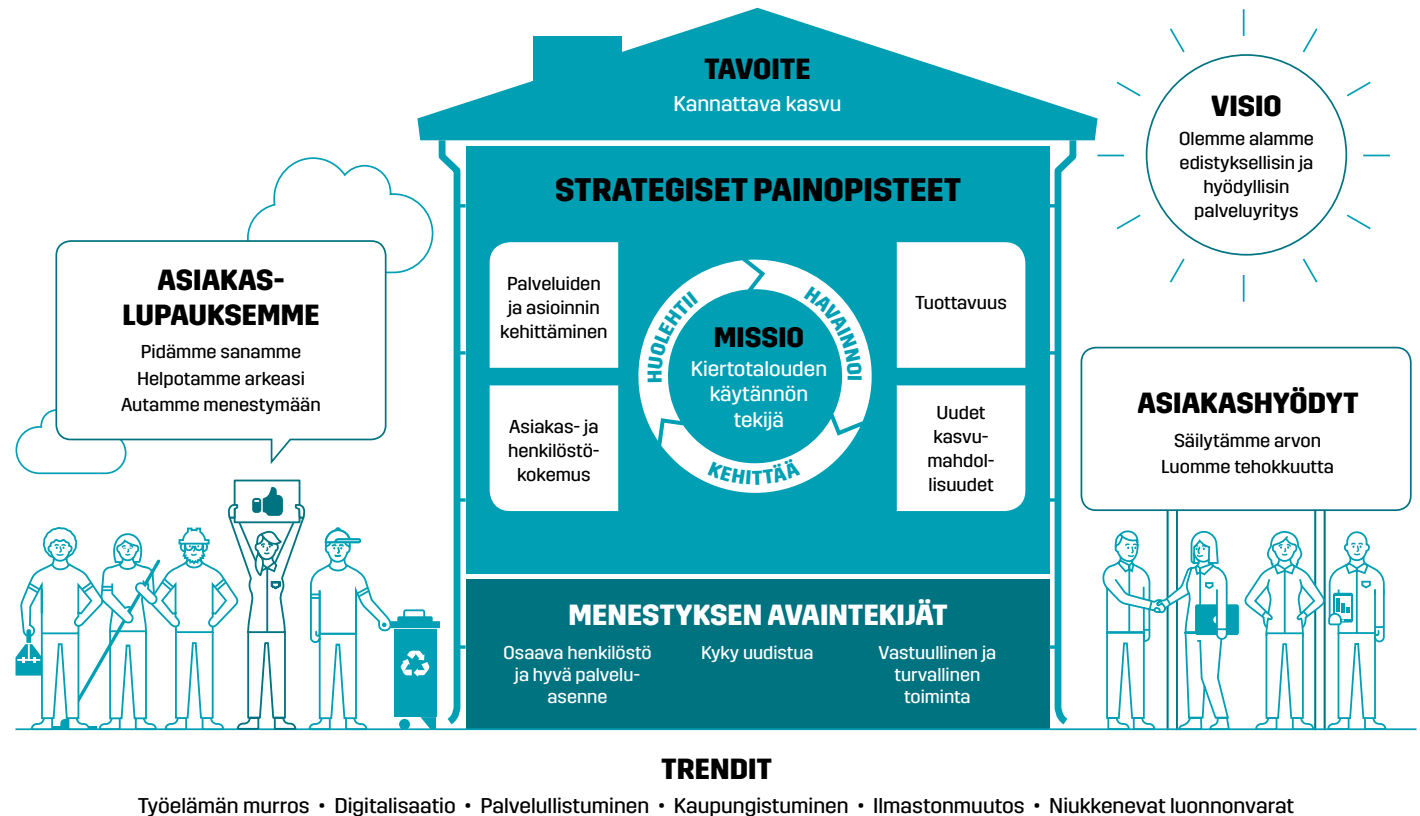 TAVOITE
Kannattava kasvu
VISIO
Olemme alamme
edistyksellisin ja
hyödyllisin
palveluyritys
STRATEGISET PAINOPISTEET
ASIAKAS-
LUPAUKSEMME
Pidämme sanamme
Helpotamme arkeasi
Autamme menestymään
Palveluiden
ja asioinnin
kehittäminen
Asiakas- ja
henkilöstö-
kokemus
HUOLEHTII
HAVAINNOI
KEHITTÄÄ
MISSIO
Kiertotalouden
käytännön
tekijä
Tuottavuus
Uudet
kasvu-
mahdol-
lisuudet
ASIAKASHYÖDYT
Säilytämme arvon
Luomme tehokkuutta
MENESTYKSEN AVAINTEKIJÄT
Osaava henkilöstö
ja hyvä palvelu-
asenne
Kyky uudistua
Vastuullinen ja
turvallinen
toiminta
TRENDIT
Työelämän murros • Digitalisaatio • Palvelullistuminen • Kaupungistuminen • Ilmastonmuutos • Niukkenevat luonnonvarat